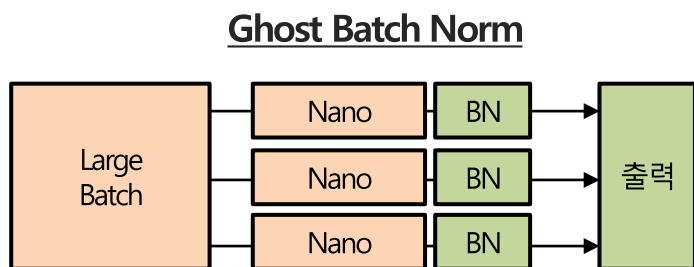 Ghost Batch Norm
Large
Batch
Nano
BN
Nano
BN
Nano
BN
출력